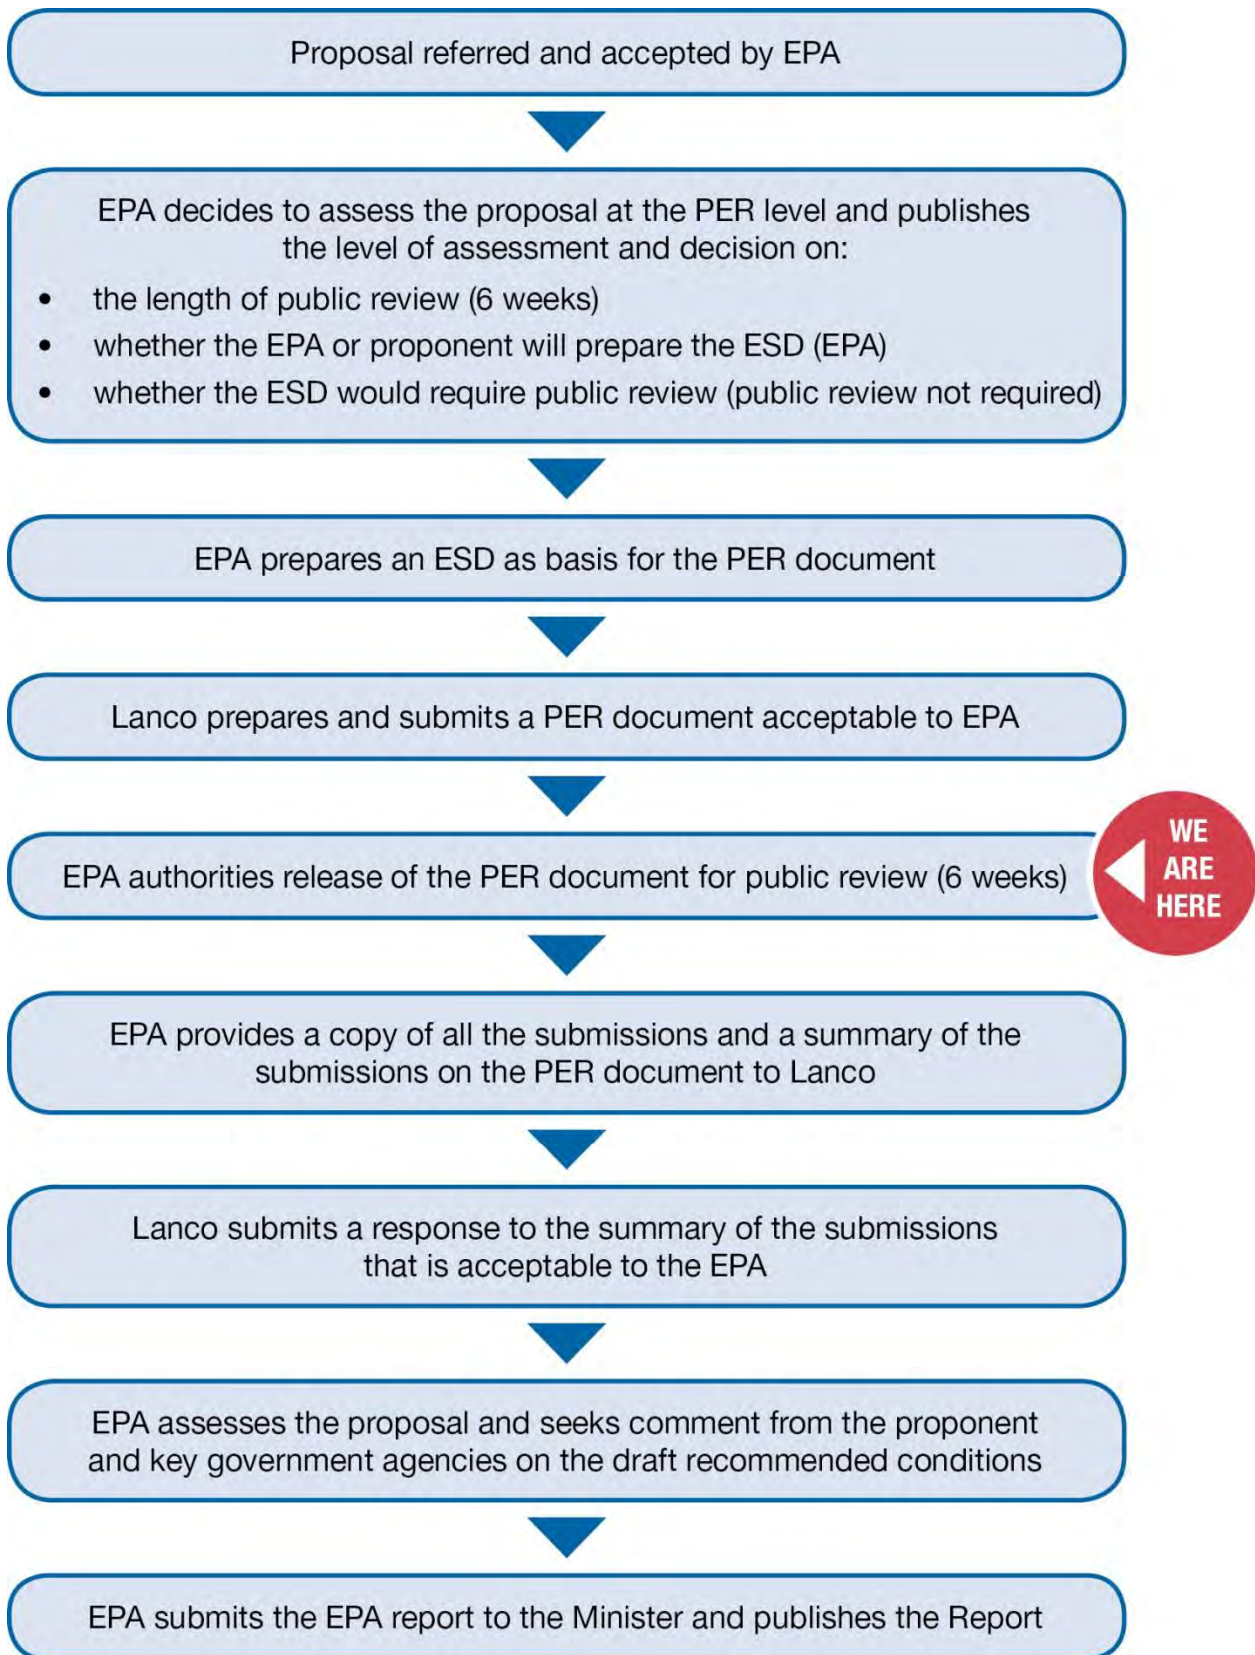 Proposal referred and accepted by EPA
EPA decides to assess the proposal at the PER level and publishes
the level of assessment and decision on:
• the length of public review (6 weeks)
• whether the EPA or proponent will prepare the ESD (EPA)
• whether the ESD would require public review (public review not required)
EPA prepares an ESD as basis for the PER document
Lanco prepares and submits a PER document acceptable to EPA
EPA authorities release of the PER document for public review (6 weeks)
WE
ARE
HERE
EPA provides a copy of all the submissions and a summary of the
submissions on the PER document to Lanco
Lanco submits a response to the summary of the submissions
that is acceptable to the EPA
EPA assesses the proposal and seeks comment from the proponent
and key government agencies on the draft recommended conditions
EPA submits the EPA report to the Minister and publishes the Report